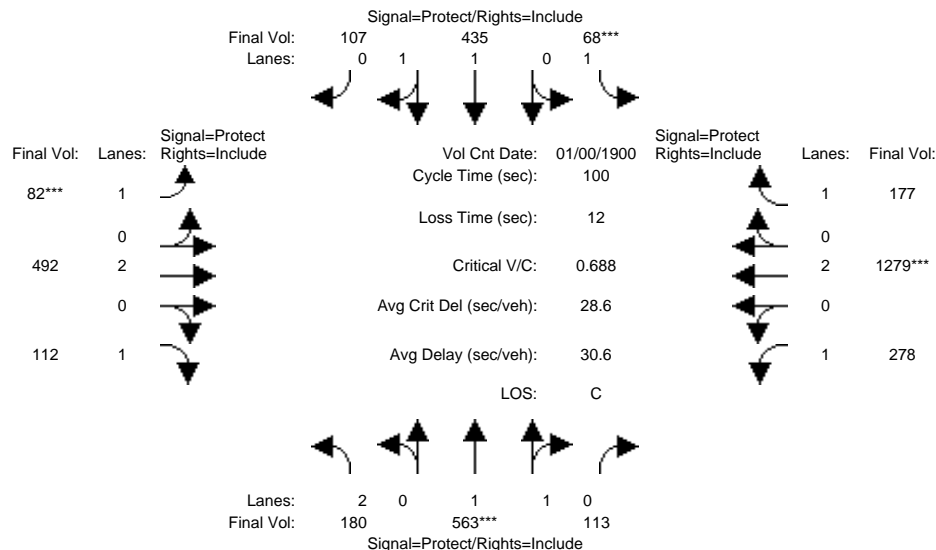 Signal=Protect/Rights=Include
Final Vol: 107 435 68***
Lanes: 0 1 1 0 1
Signal=Protect Signal=Protect
Final Vol: Lanes: Rights=Include Vol Cnt Date: 01/00/1900 Rights=Include Lanes: Final Vol:
Cycle Time (sec): 100
82*** 1 1 177
Loss Time (sec): 12
0 0
492 2 Critical V/C: 0.688 2 1279***
0 Avg Crit Del (sec/veh): 28.6 0
112 1 Avg Delay (sec/veh): 30.6 1 278
LOS: C
Lanes: 2 0 1 1 0
Final Vol: 180 563*** 113
Signal=Protect/Rights=Include